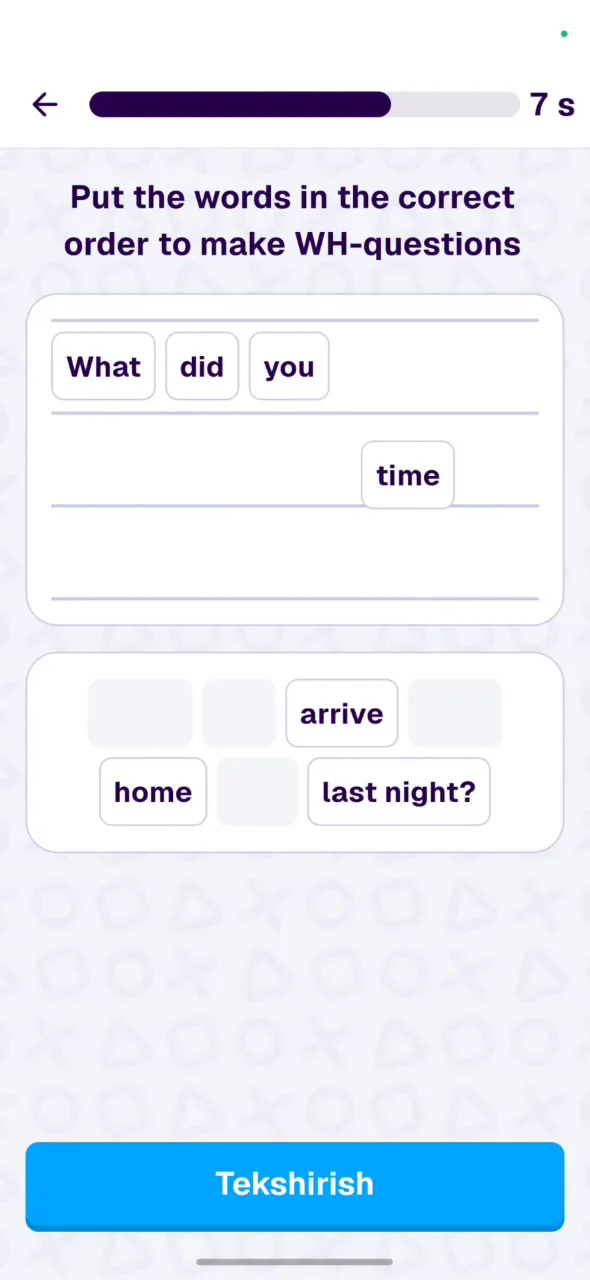 7 s
Put the words in the correct
order to make WH-questions
What did you
time
arrive
home last night?
Tekshirish